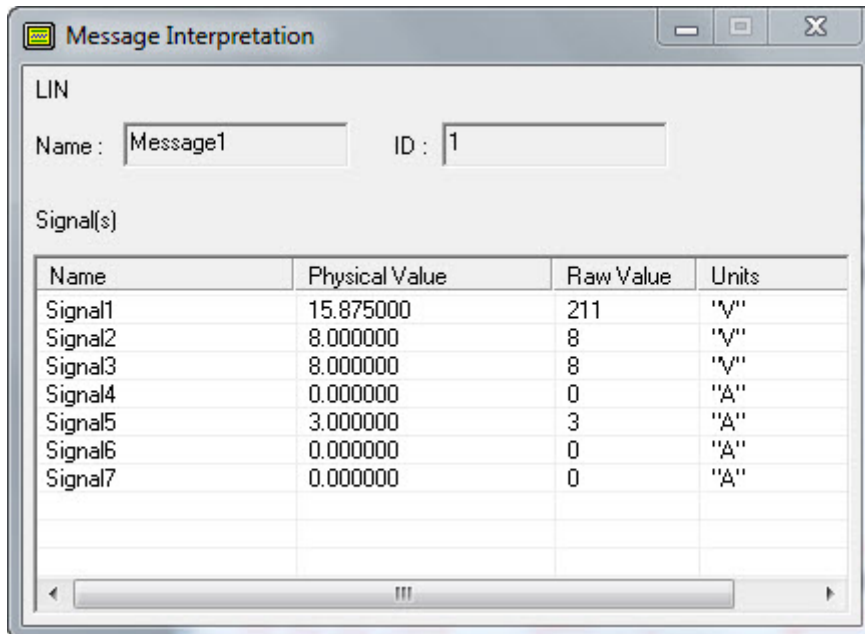 Message Interpretation
LIN
Name : Message1 ID : 1
Signal(s)
Name Physical Value Raw Value Units
Signal1 15.875000 211 "V"
Signal2 8.000000 8 "V"
Signal3 8.000000 8 "V"
Signal4 0.000000 0 "A"
Signal5 3.000000 3 "A"
Signal6 0.000000 0 "A"
Signal7 0.000000 0 "A"